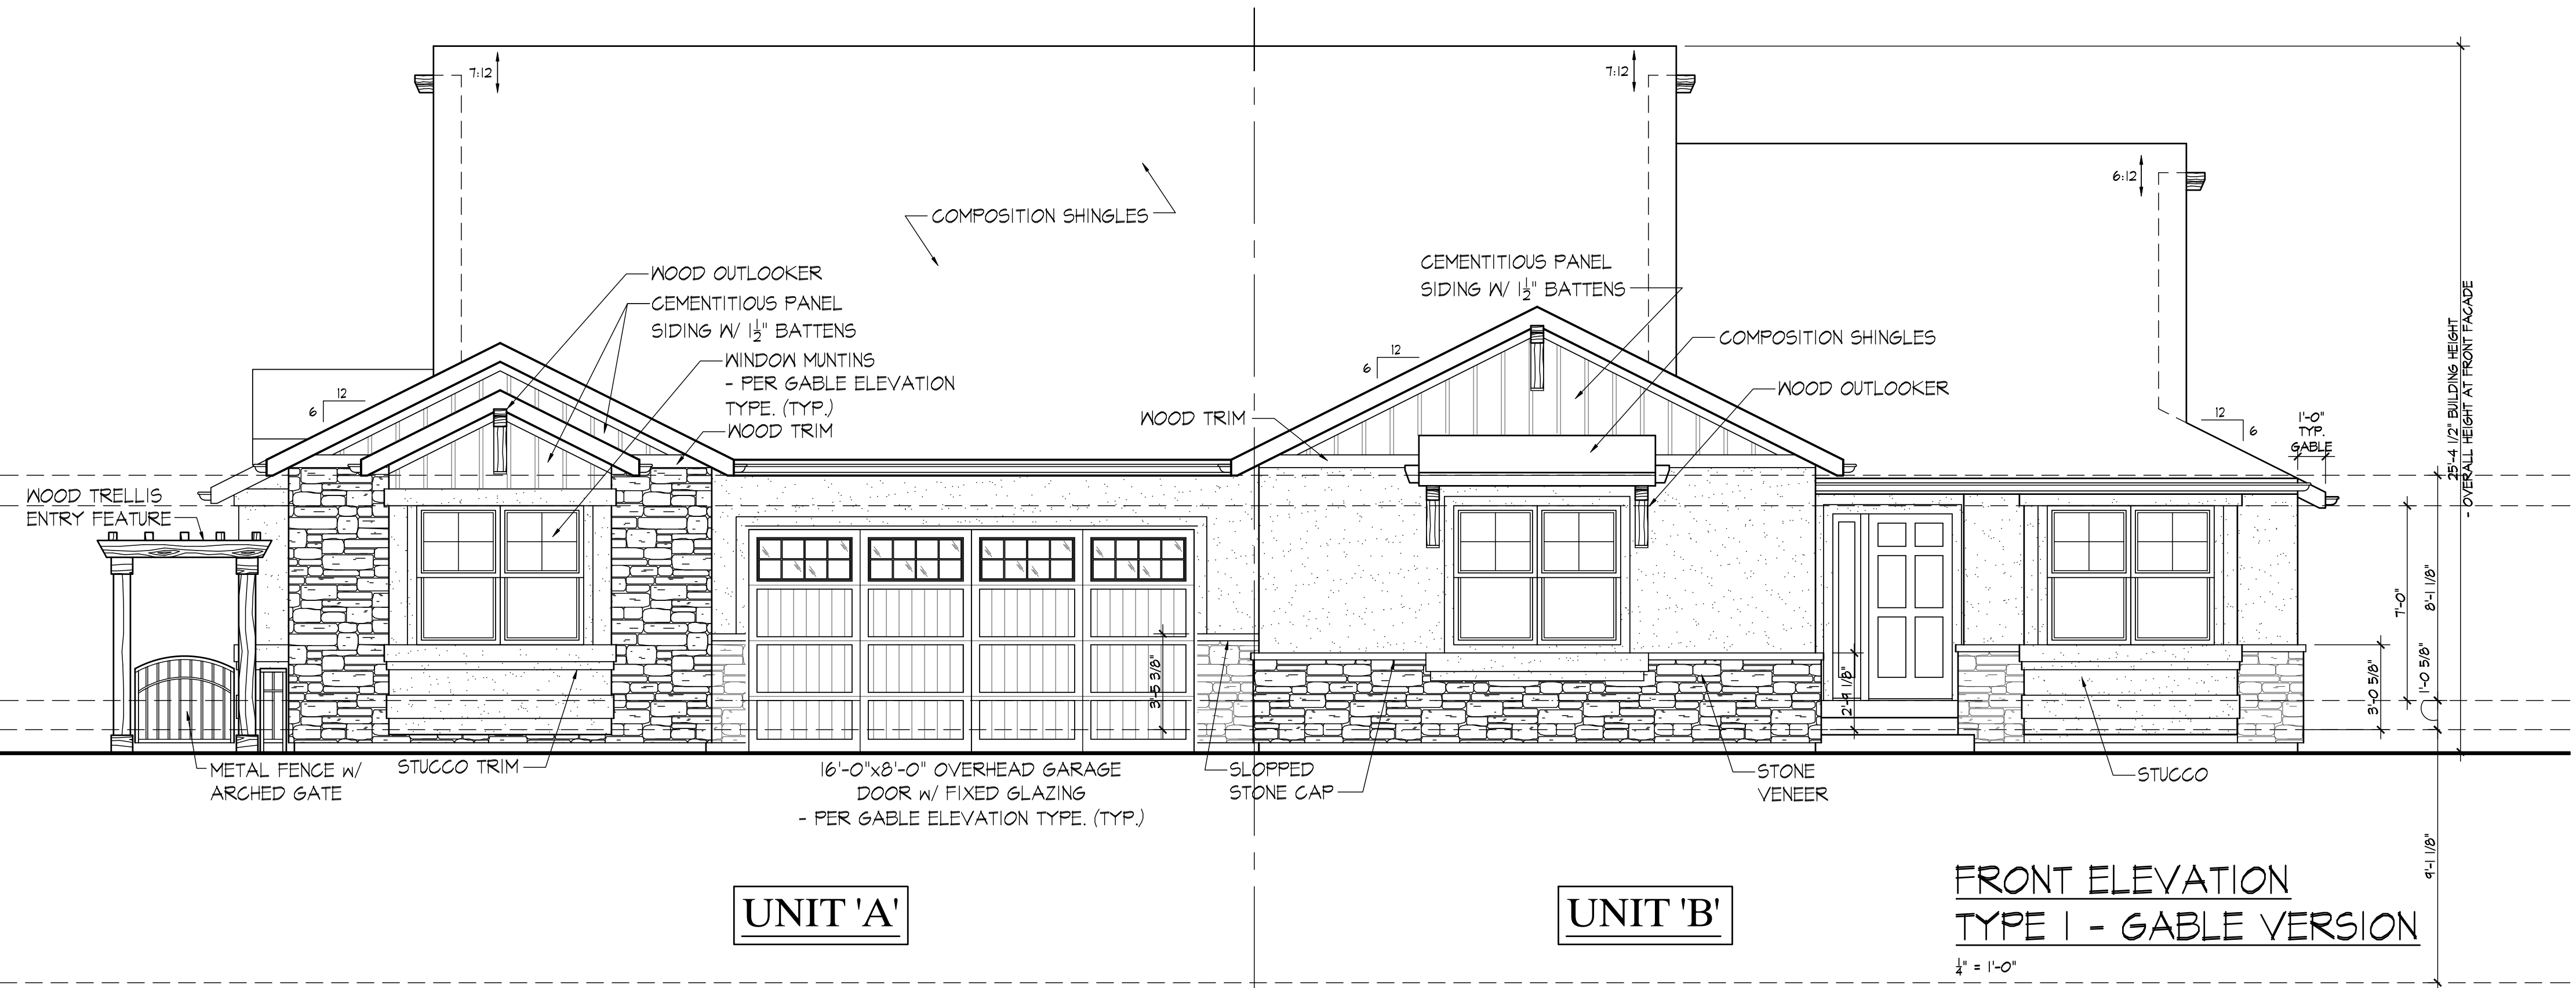 7:12
7:12
6:12
COMPOSITION SHINGLES
WOOD OUTLOOKER
CEMENTITIOUS PANEL
SIDING W/ 1½" BATTENS
WINDOW MUNTINS
- PER GABLE ELEVATION
TYPE. (TYP.)
WOOD TRIM
12
6
CEMENTITIOUS PANEL
SIDING W/ 1½" BATTENS
COMPOSITION SHINGLES
WOOD OUTLOOKER
12
6
WOOD TRIM
12
6
1'-0"
TYP.
GABLE
25'-4 1/2" BUILDING HEIGHT
- OVERALL HEIGHT AT FRONT FACADE
WOOD TRELLIS
ENTRY FEATURE
7'-0"
8'-1 1/8"
3'-5 3/8"
2'-9 1/8"
3'-0 5/8"
1'-0 5/8"
9'-1 1/8"
METAL FENCE W/
ARCHED GATE
STUCCO TRIM
16'-0"x8'-0" OVERHEAD GARAGE
DOOR W/ FIXED GLAZING
- PER GABLE ELEVATION TYPE. (TYP.)
SLOPPED
STONE CAP
STONE
VENEER
STUCCO
UNIT 'A'
UNIT 'B'
FRONT ELEVATION
TYPE 1 - GABLE VERSION
¼" = 1'-0"